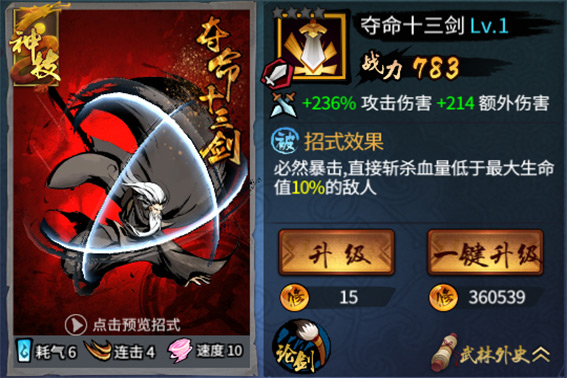 神技
夺命十三剑
点击预览招式
耗气6 连击4 速度10
夺命十三剑 Lv.1
战力 783
+236% 攻击伤害 +214 额外伤害
被 招式效果
必然暴击,直接斩杀血量低于最大生命
值10%的敌人
升级 一键升级
修 15 修 360539
论剑 武林外史